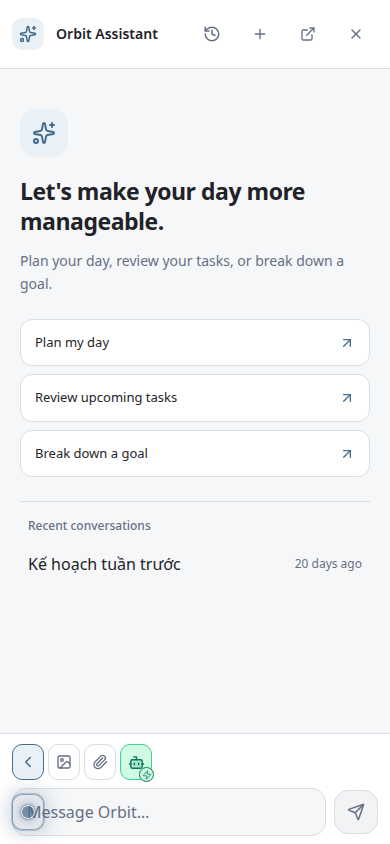 Orbit Assistant
Let's make your day more
manageable.
Plan your day, review your tasks, or break down a
goal.
Plan my day
Review upcoming tasks
Break down a goal
Recent conversations
Kế hoạch tuần trước 20 days ago
Message Orbit...